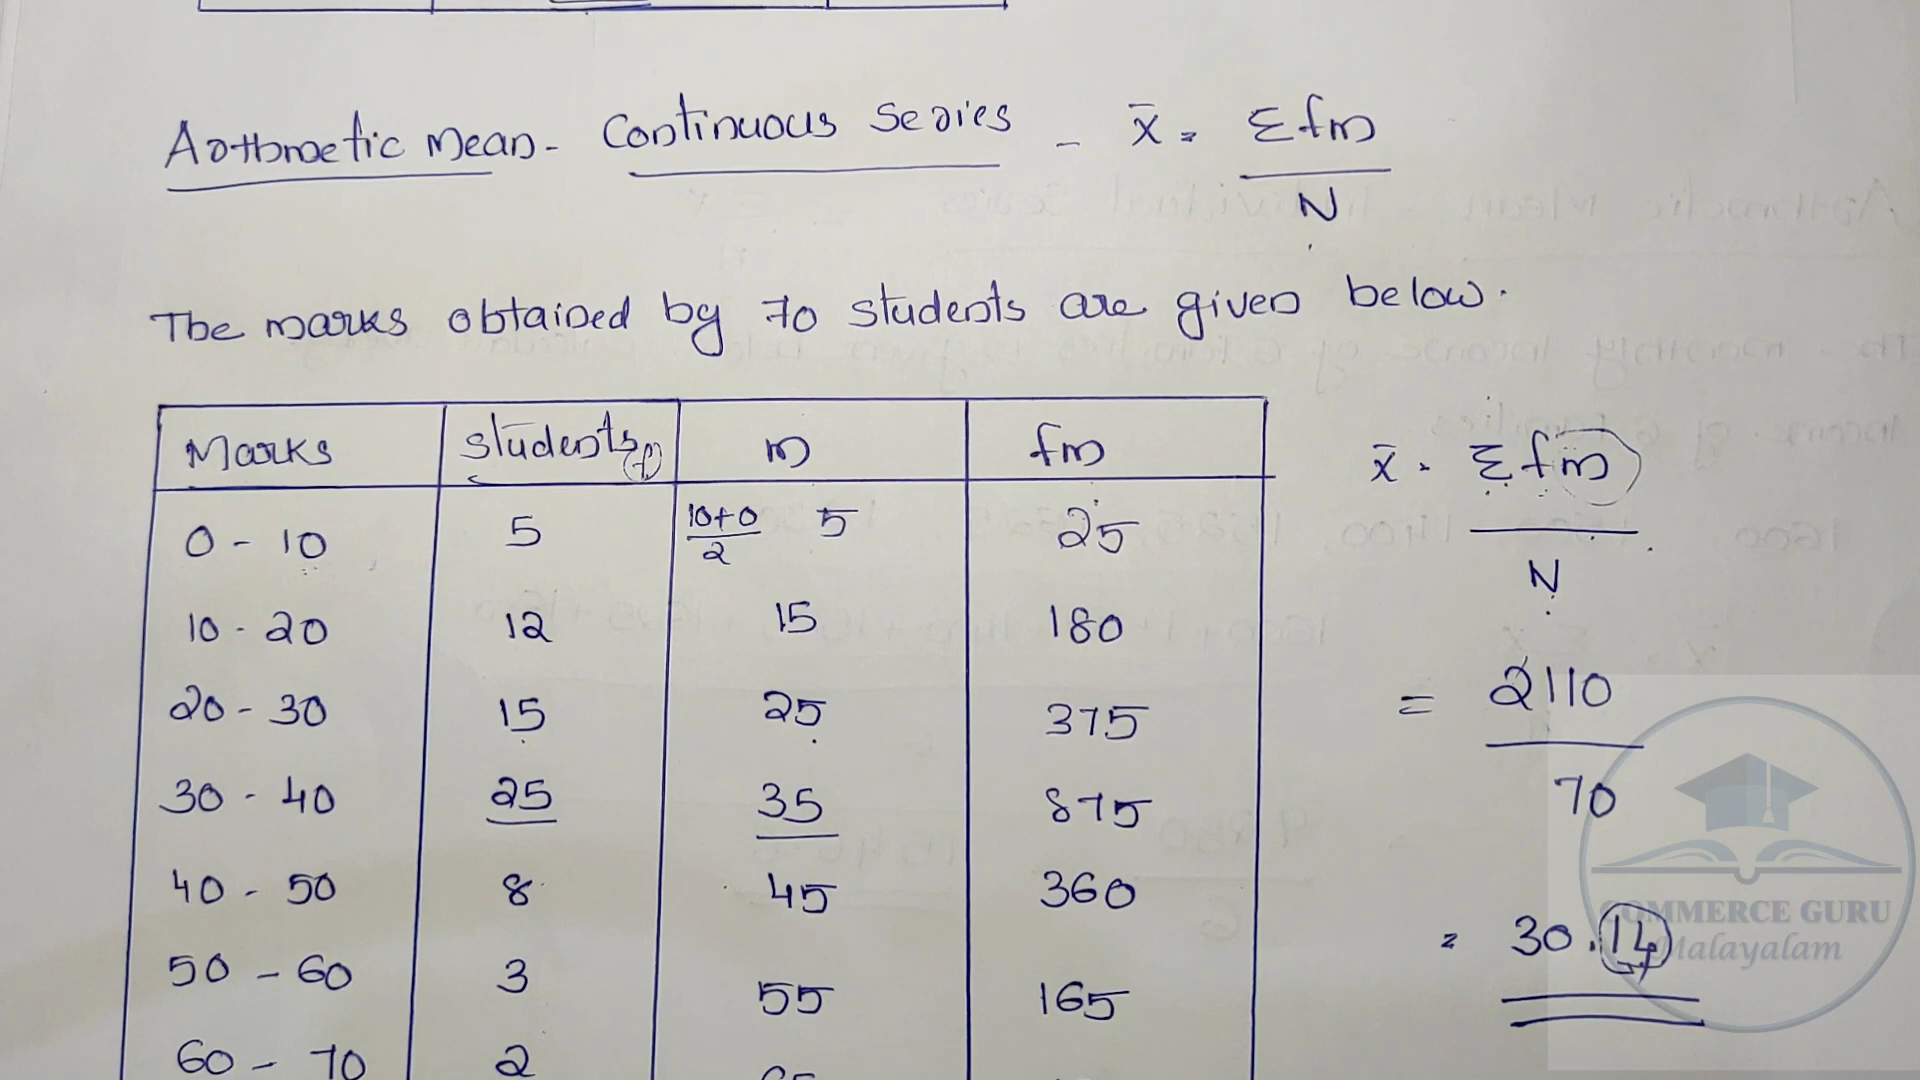 Arthmetic Mean - Continuous Series - x̄ = Σfm
N
The marks obtained by 70 students are given below.
Marks students (f) m fm
0 - 10 5 10+0/2 5 25
10 - 20 12 15 180
20 - 30 15 25 375
30 - 40 25 35 875
40 - 50 8 45 360
50 - 60 3 55 165
60 - 70 2
x̄ = Σfm
N
= 2110
70
= 30.14
COMMERCE GURU
Malayalam